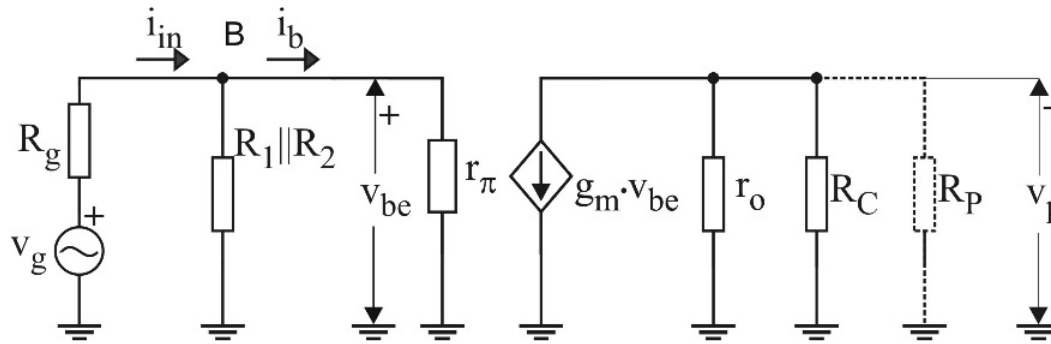 i_in
B
i_b
R_g
R_1||R_2
+
v_be
r_π
g_m·v_be
r_o
R_C
R_P
+
v_g